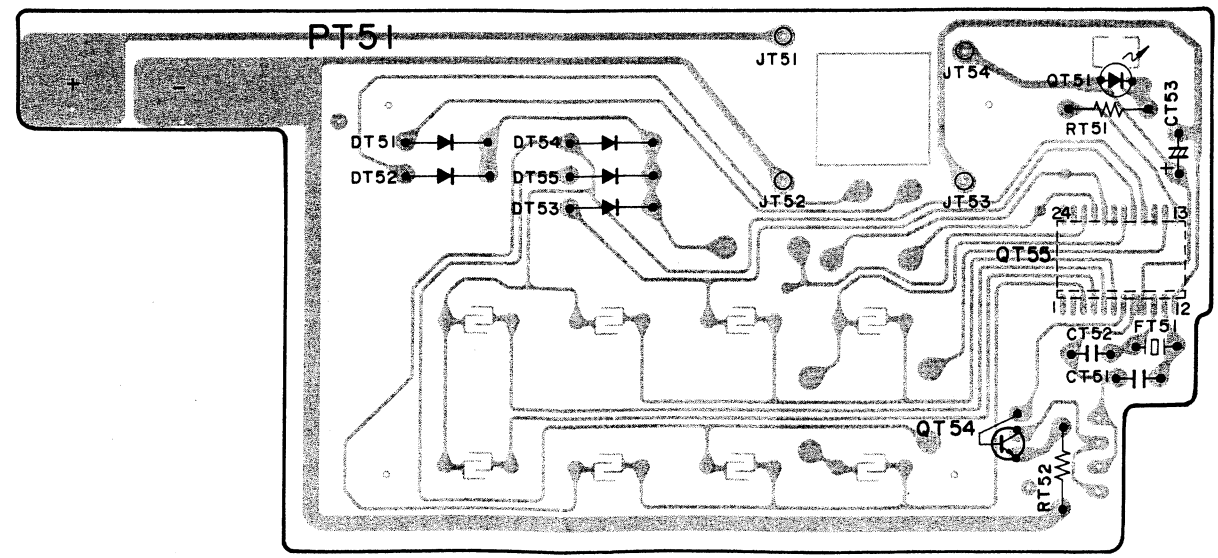 PT51
JT51
JT54
QT51
CT53
+
-
RT51
DT51
DT54
DT52
DT55
DT53
JT52
JT53
+
24
13
QT55
1
12
FT51
CT52
CT51
QT54
RT52